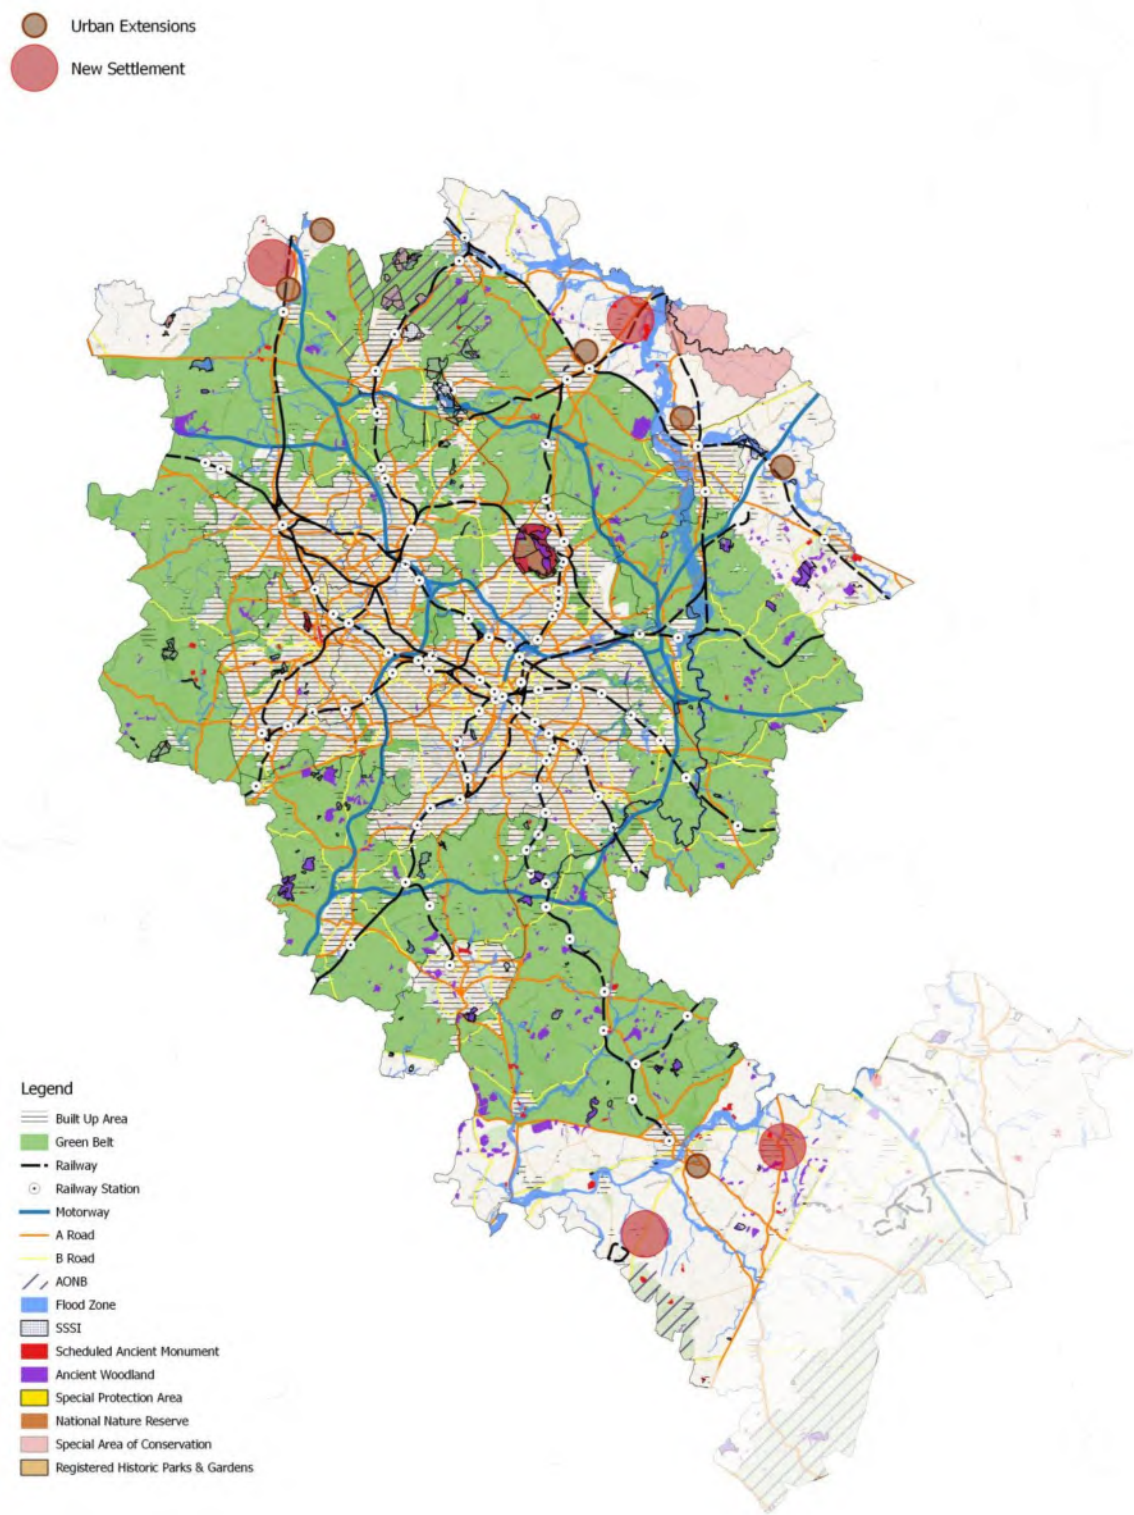 Urban Extensions
New Settlement
Legend
Built Up Area
Green Belt
Railway
Railway Station
Motorway
A Road
B Road
AONB
Flood Zone
SSSI
Scheduled Ancient Monument
Ancient Woodland
Special Protection Area
National Nature Reserve
Special Area of Conservation
Registered Historic Parks & Gardens